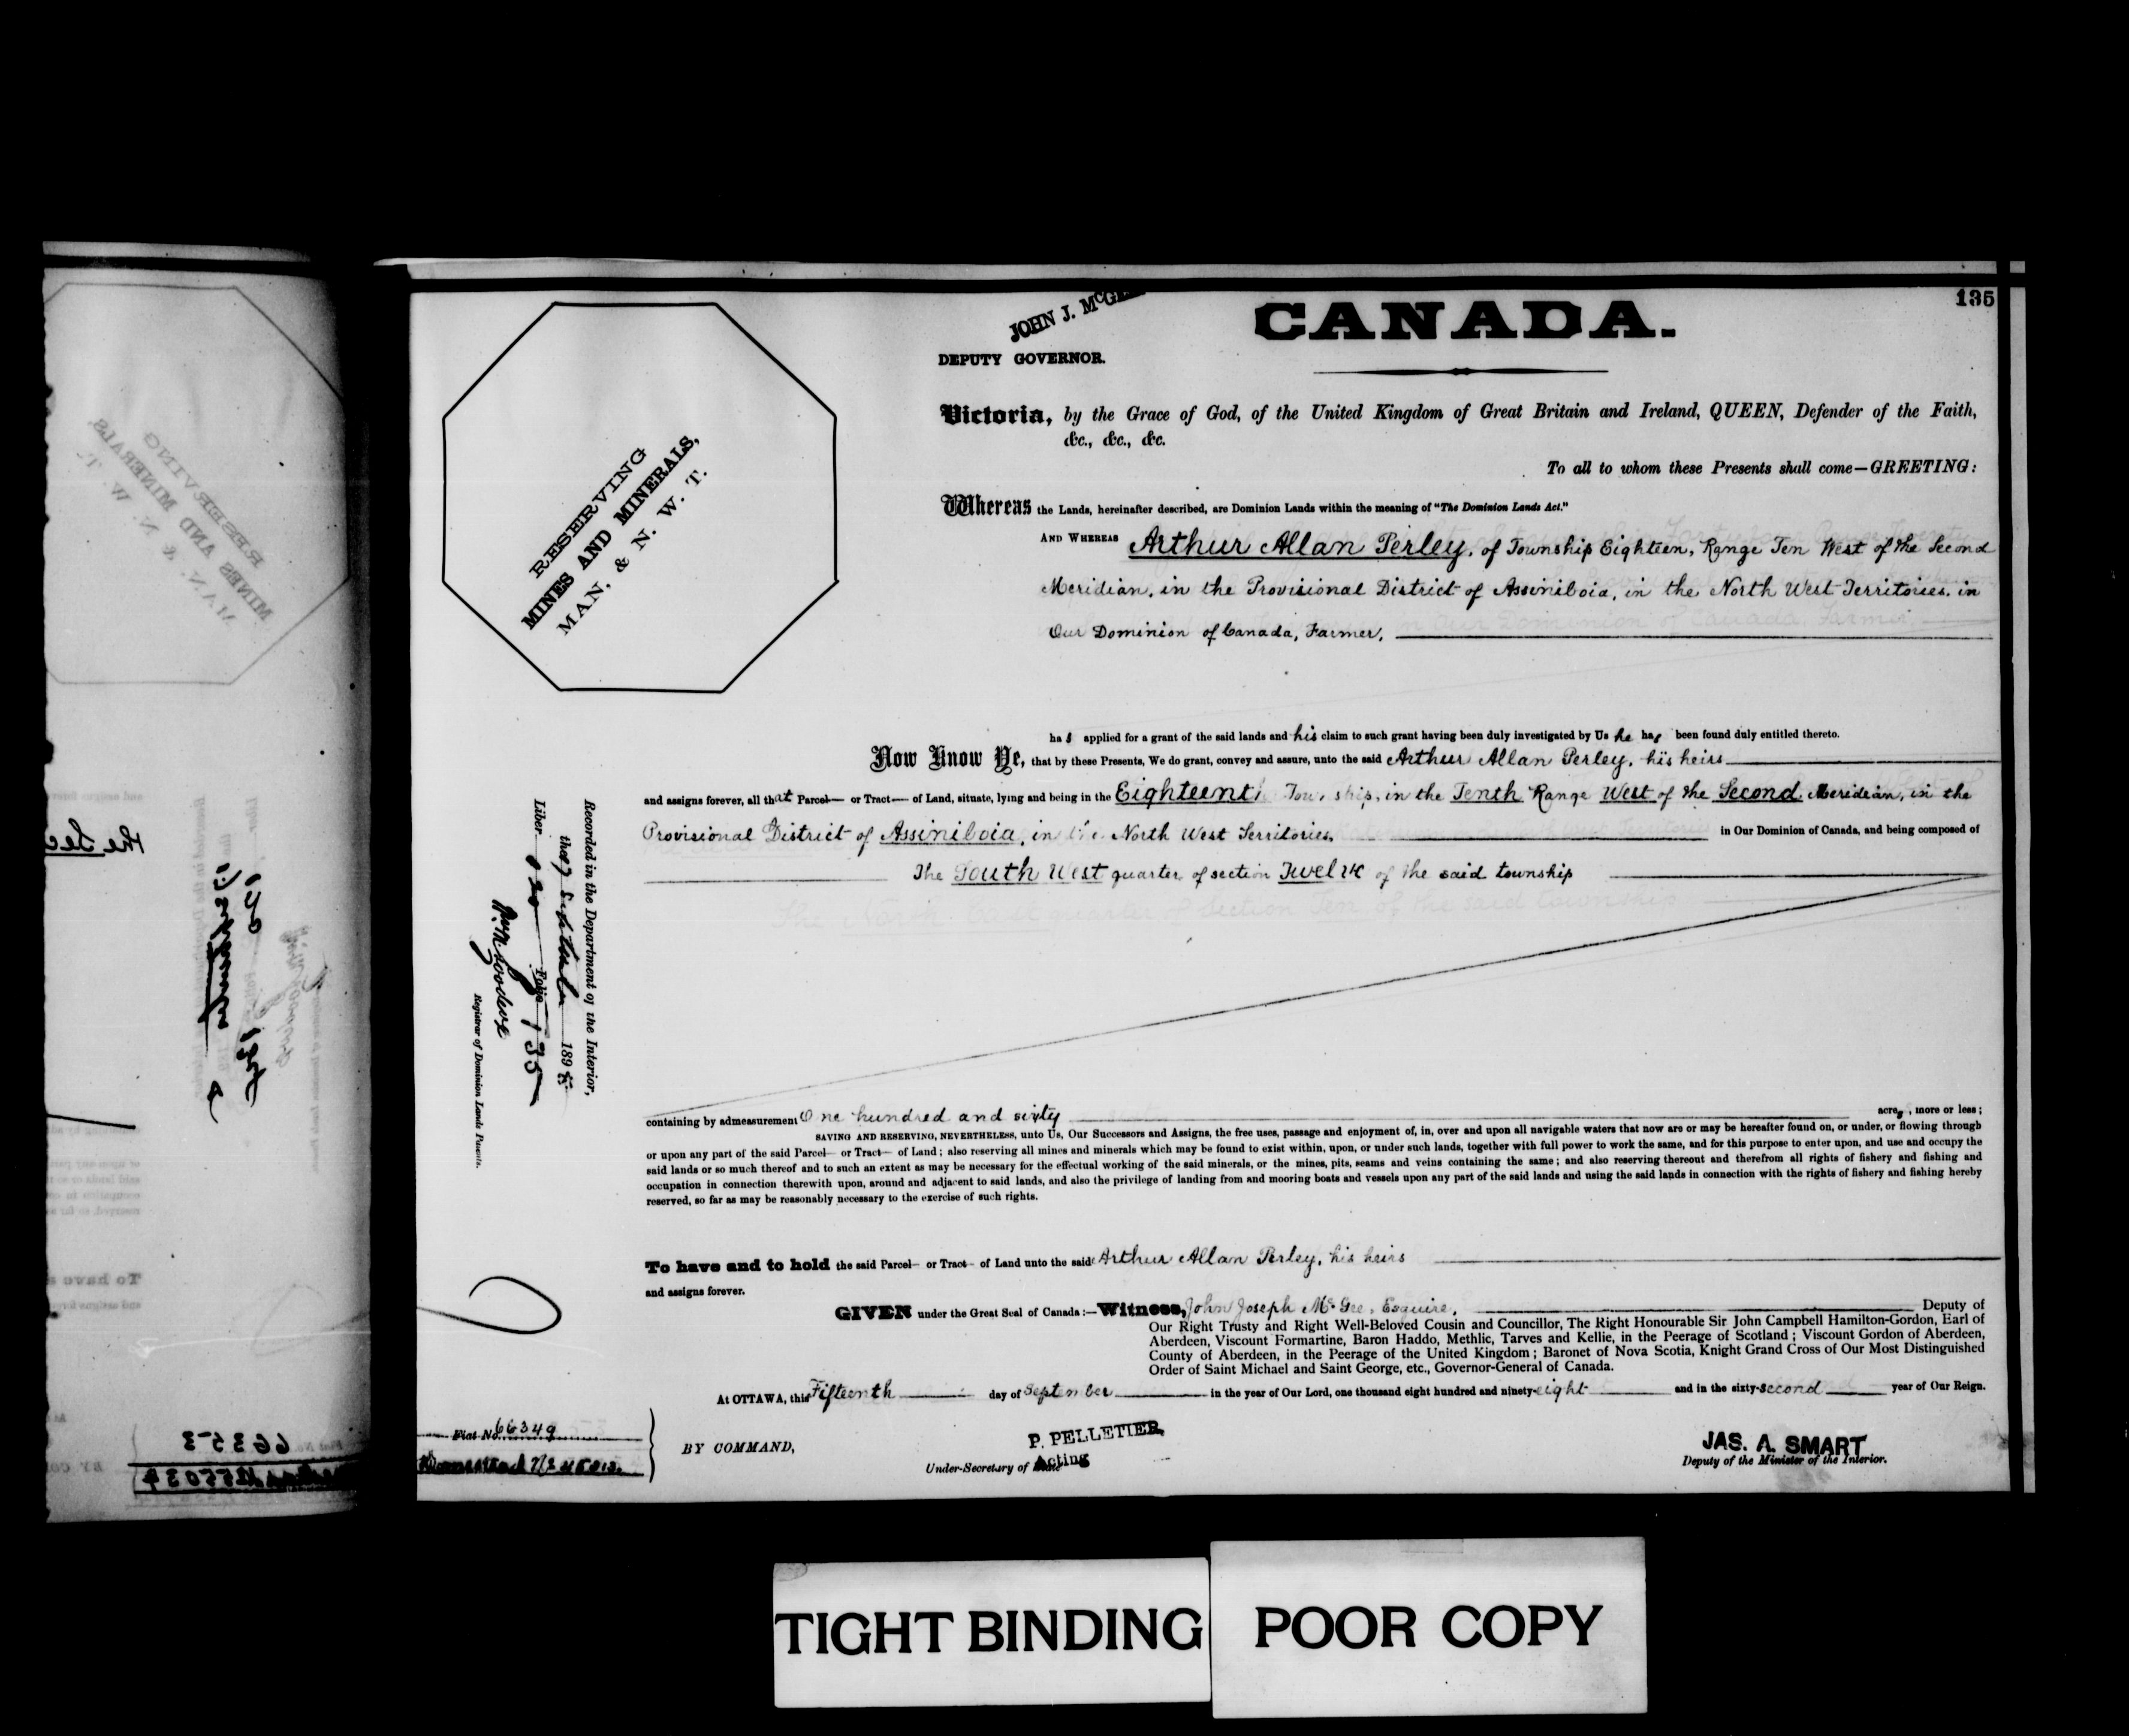 135
JOHN J. McGEE
DEPUTY GOVERNOR.
CANADA.
RESERVING
MINES AND MINERALS,
MAN, & N. W. T.
Victoria, by the Grace of God, of the United Kingdom of Great Britain and Ireland, QUEEN, Defender of the Faith,
&c., &c., &c.
To all to whom these Presents shall come—GREETING:
Whereas the Lands, hereinafter described, are Dominion Lands within the meaning of "The Dominion Lands Act."
AND WHEREAS Arthur Allan Perley, of Township Eighteen, Range Ten West of the Second
Meridian, in the Provisional District of Assiniboia, in the North West Territories, in
Our Dominion of Canada, Farmer,
has applied for a grant of the said lands and his claim to such grant having been duly investigated by Us he has been found duly entitled thereto.
Now Know Ye, that by these Presents, We do grant, convey and assure, unto the said Arthur Allan Perley, his heirs
and assigns forever, all that Parcel or Tract of Land, situate, lying and being in the Eighteenth Township, in the Tenth Range West of the Second Meridian, in the
Provisional District of Assiniboia, in the North West Territories, in Our Dominion of Canada, and being composed of
The South West quarter of section Twelve of the said township
Recorded in the Department of the Interior,
September 189
Liber Folio 135
Registrar of Dominion Lands Patents.
containing by admeasurement One hundred and sixty acres, more or less;
SAVING AND RESERVING, NEVERTHELESS, unto Us, Our Successors and Assigns, the free uses, passage and enjoyment of, in, over and upon all navigable waters that now are or may be hereafter found on, or under, or flowing through
or upon any part of the said Parcel or Tract of Land; also reserving all mines and minerals which may be found to exist within, upon, or under such lands, together with full power to work the same, and for this purpose to enter upon, and use and occupy the
said lands or so much thereof and to such an extent as may be necessary for the effectual working of the said minerals, or the mines, pits, seams and veins containing the same; and also reserving thereout and therefrom all rights of fishery and fishing and
occupation in connection therewith upon, around and adjacent to said lands, and also the privilege of landing from and mooring boats and vessels upon any part of the said lands and using the said lands in connection with the rights of fishery and fishing hereby
reserved, so far as may be reasonably necessary to the exercise of such rights.
To have and to hold the said Parcel or Tract of Land unto the said Arthur Allan Perley, his heirs
and assigns forever.
GIVEN under the Great Seal of Canada:—Witness, John Joseph McGee, Esquire, Deputy of
Our Right Trusty and Right Well-Beloved Cousin and Councillor, The Right Honourable Sir John Campbell Hamilton-Gordon, Earl of
Aberdeen, Viscount Formartine, Baron Haddo, Methlic, Tarves and Kellie, in the Peerage of Scotland; Viscount Gordon of Aberdeen,
County of Aberdeen, in the Peerage of the United Kingdom; Baronet of Nova Scotia, Knight Grand Cross of Our Most Distinguished
Order of Saint Michael and Saint George, etc., Governor-General of Canada.
At OTTAWA, this Fifteenth day of September in the year of Our Lord, one thousand eight hundred and ninety-eight and in the sixty-second year of Our Reign.
Fiat No. 66349
BY COMMAND,
P. PELLETIER,
Acting
Under-Secretary of State
JAS. A. SMART
Deputy of the Minister of the Interior.
TIGHT BINDING
POOR COPY